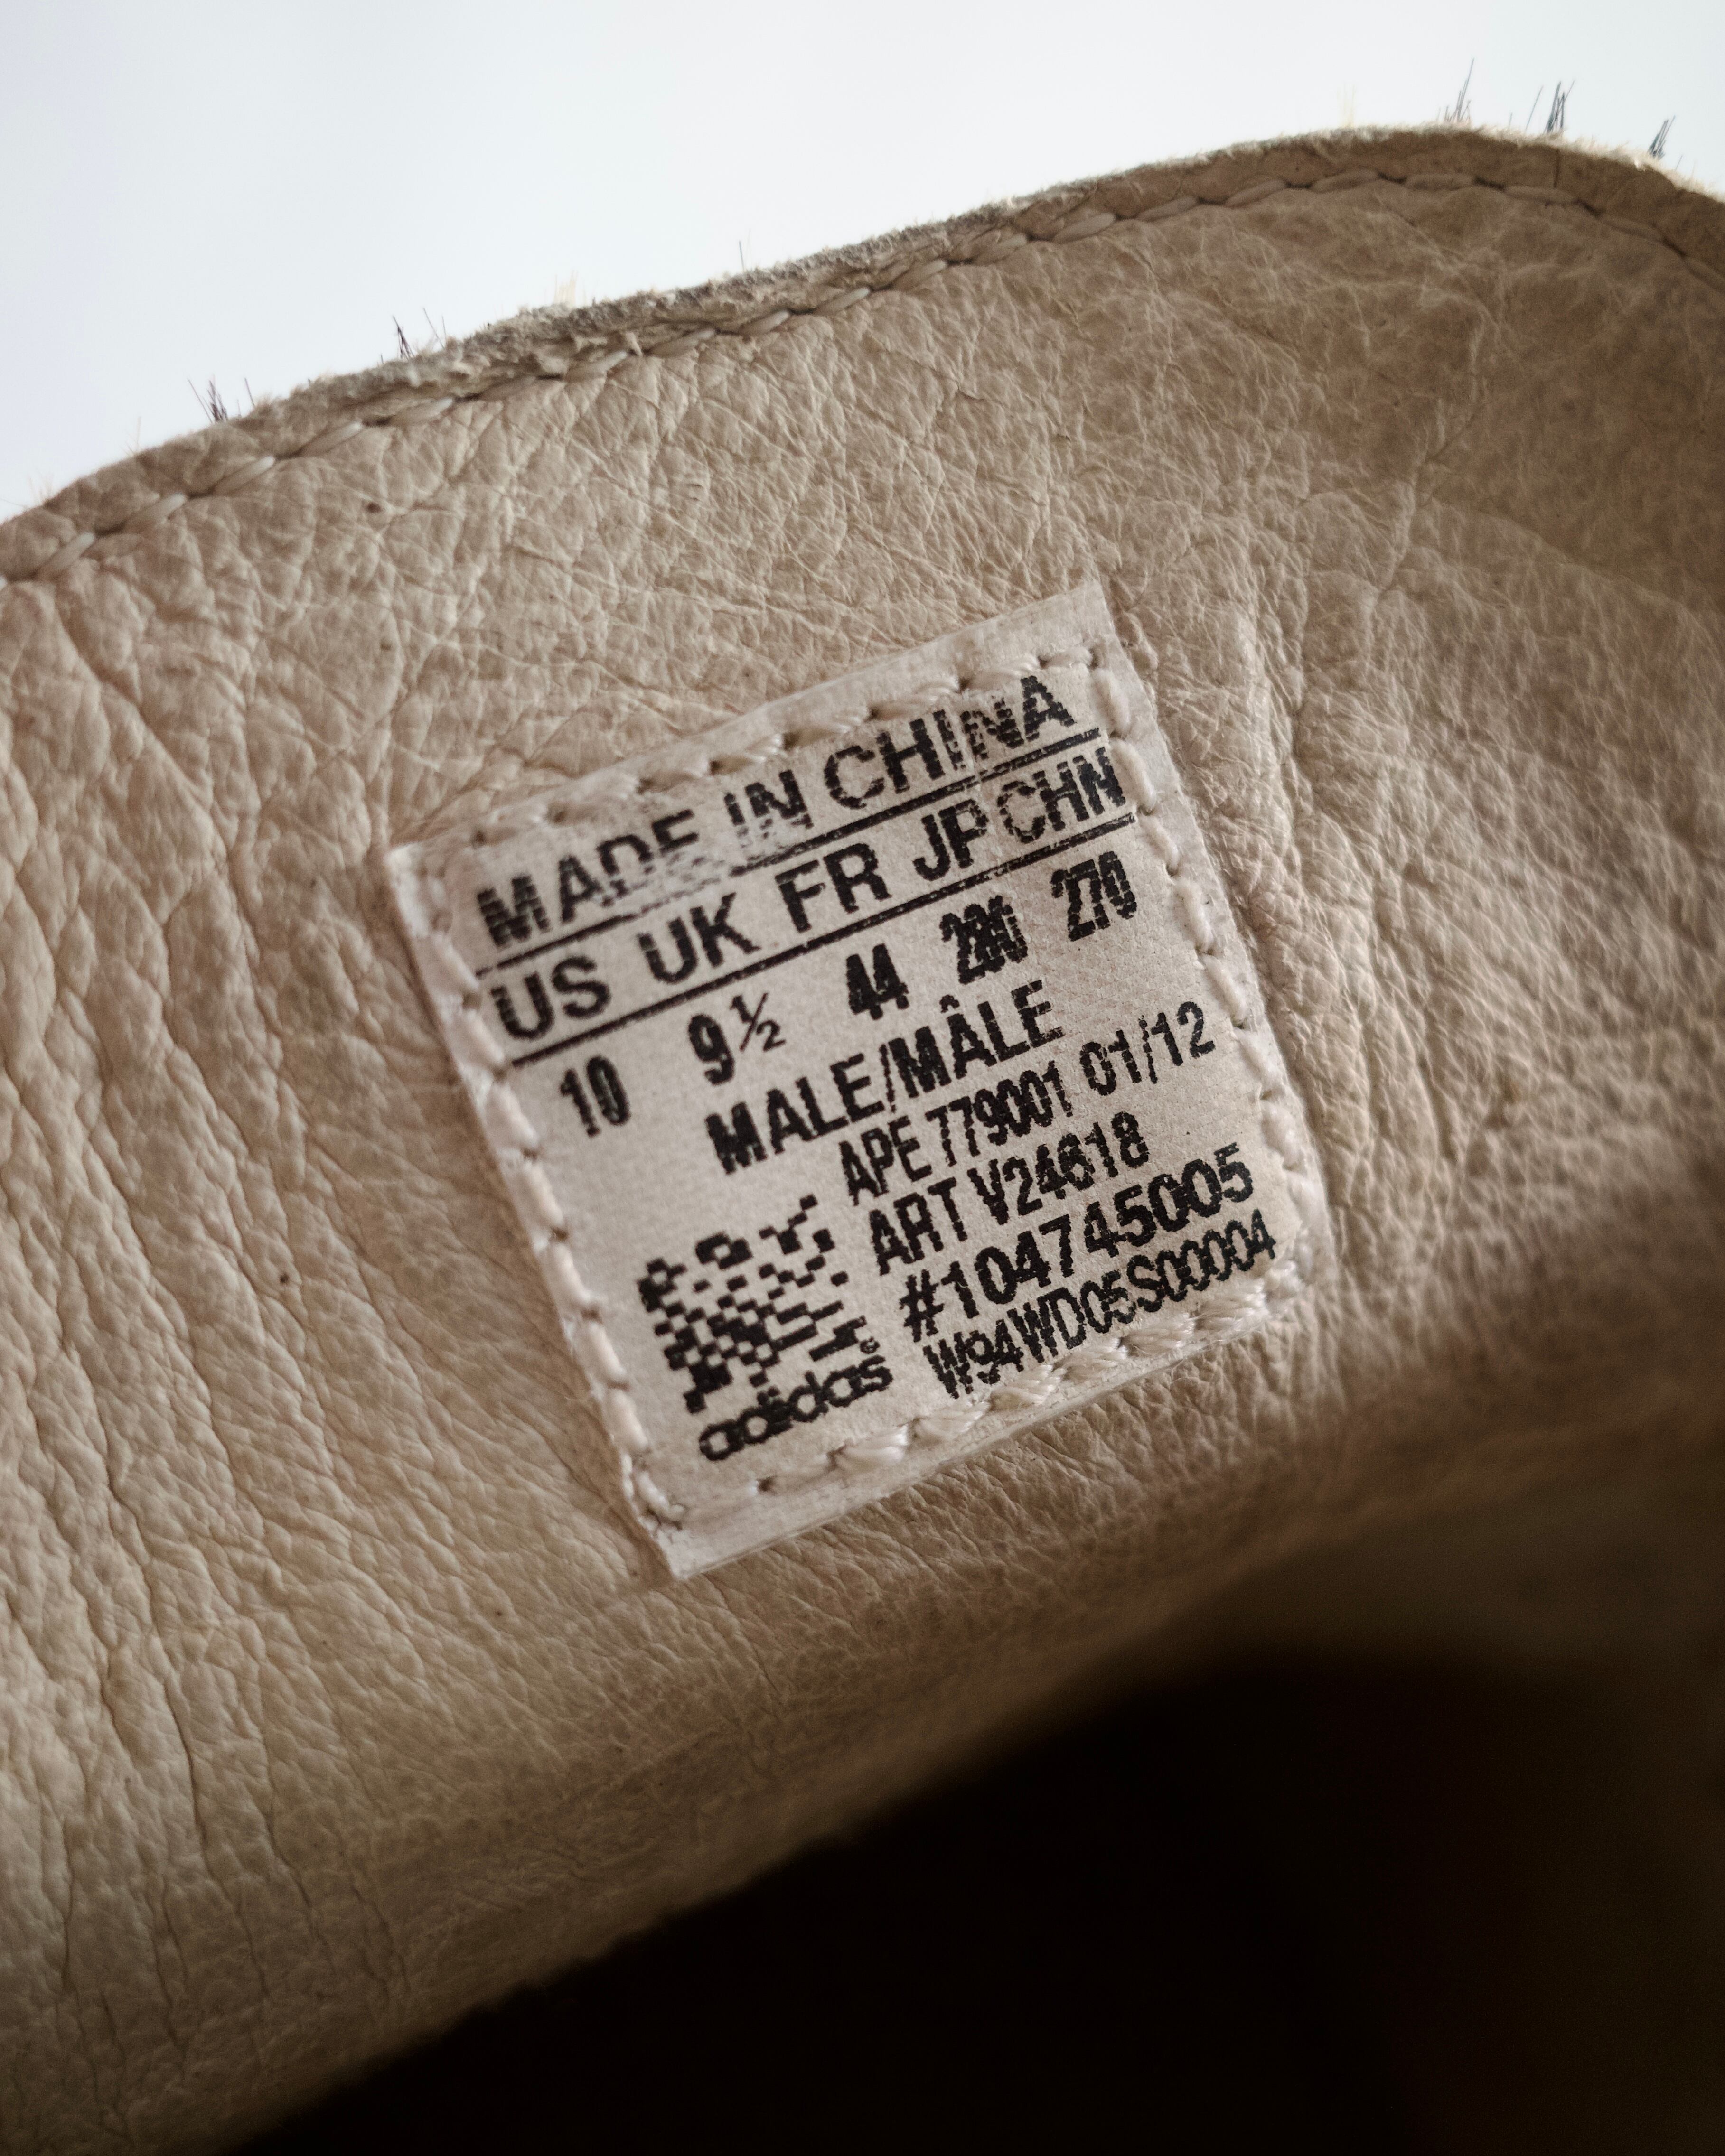 MADE IN CHINA
US UK FR JP CHN
10 9½ 44 280 270
MALE/MÂLE
APE 779001 01/12
ART V24618
#104745005
W94WD05S00004
adidas